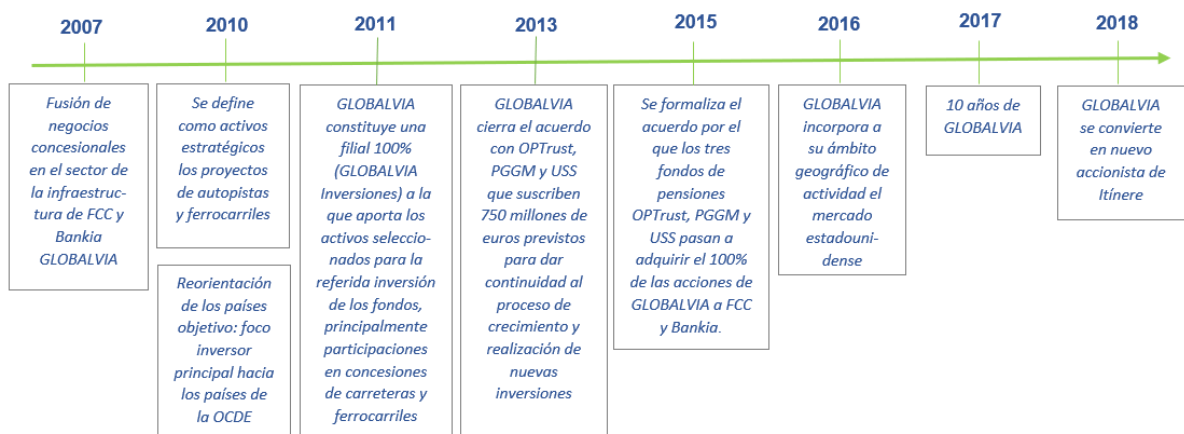 2007
Fusión de
negocios
concesionales
en el sector de
la infraestruc-
tura de FCC y
Bankia
GLOBALVIA
2010
Se define
como activos
estratégicos
los proyectos
de autopistas
y ferrocarriles
Reorientación
de los países
objetivo: foco
inversor
principal hacia
los países de
la OCDE
2011
GLOBALVIA
constituye una
filial 100%
(GLOBALVIA
Inversiones) a la
que aporta los
activos seleccio-
nados para la
referida inversión
de los fondos,
principalmente
participaciones
en concesiones
de carreteras y
ferrocarriles
2013
GLOBALVIA
cierra el acuerdo
con OPTrust,
PGGM y USS
que suscriben
750 millones de
euros previstos
para dar
continuidad al
proceso de
crecimiento y
realización de
nuevas
inversiones
2015
Se formaliza el
acuerdo por el
que los tres
fondos de
pensiones
OPTrust, PGGM y
USS pasan a
adquirir el 100%
de las acciones de
GLOBALVIA a FCC
y Bankia.
2016
GLOBALVIA
incorpora a
su ámbito
geográfico de
actividad el
mercado
estadouni-
dense
2017
10 años de
GLOBALVIA
2018
GLOBALVIA
se convierte
en nuevo
accionista de
Itínere